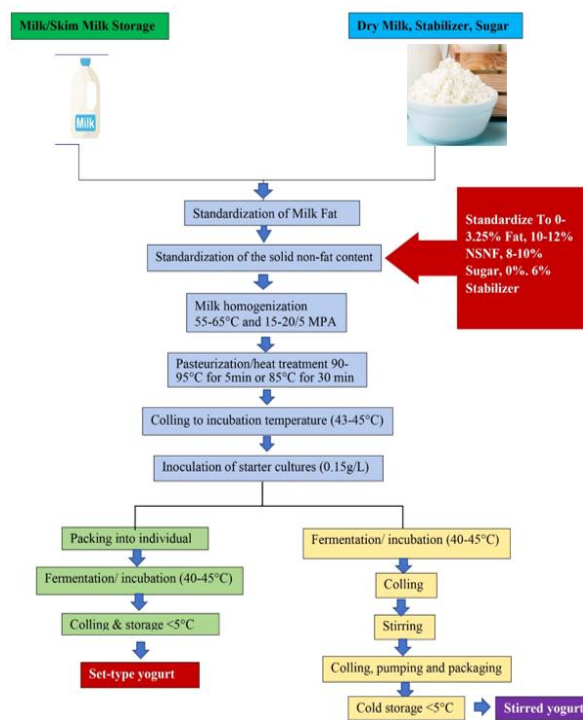 Milk/Skim Milk Storage
Dry Milk, Stabilizer, Sugar
Milk
Standardization of Milk Fat
Standardization of the solid non-fat content
Standardize To 0-
3.25% Fat, 10-12%
NSNF, 8-10%
Sugar, 0%. 6%
Stabilizer
Milk homogenization
55-65°C and 15-20/5 MPA
Pasteurization/heat treatment 90-
95°C for 5min or 85°C for 30 min
Colling to incubation temperature (43-45°C)
Inoculation of starter cultures (0.15g/L)
Packing into individual
Fermentation/ incubation (40-45°C)
Colling & storage <5°C
Set-type yogurt
Fermentation/ incubation (40-45°C)
Colling
Stirring
Colling, pumping and packaging
Cold storage <5°C
Stirred yogurt